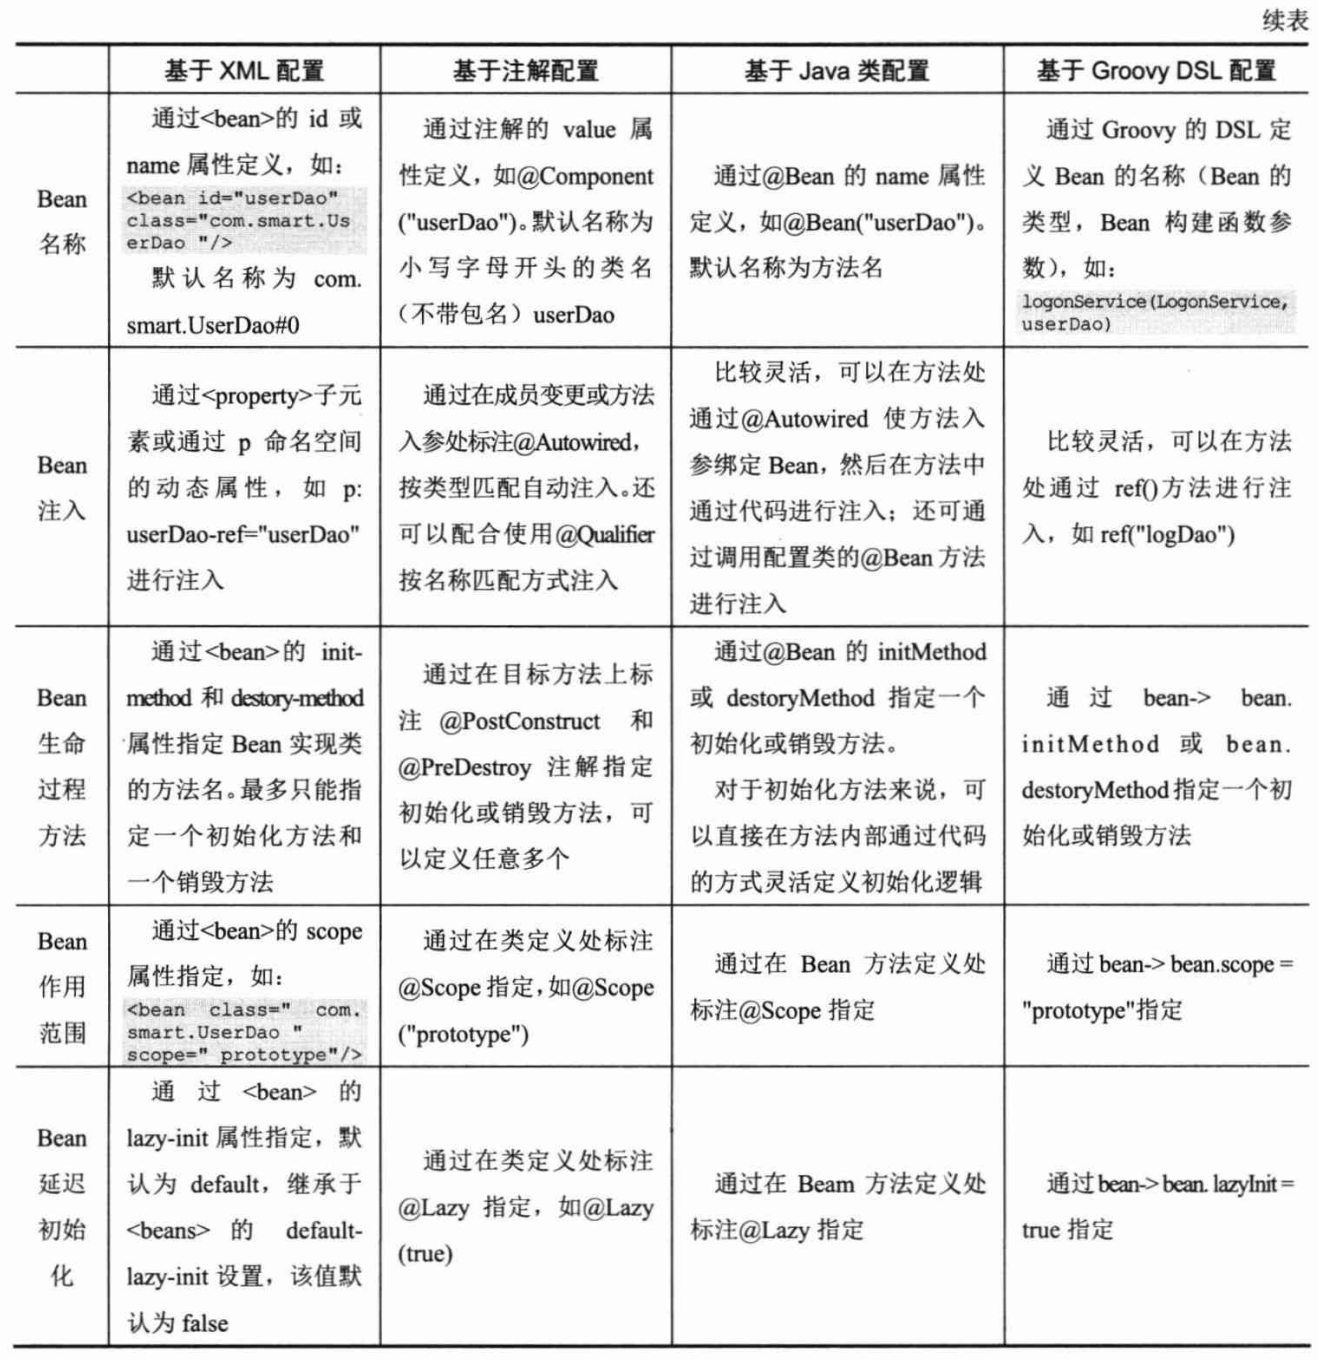 续表
基于 XML 配置
基于注解配置
基于 Java 类配置
基于 Groovy DSL 配置
Bean
名称
通过<bean>的 id 或
name 属性定义，如：
<bean id="userDao"
class="com.smart.Us
erDao "/>
默认名称为 com.
smart.UserDao#0
通过注解的 value 属
性定义，如@Component
("userDao")。默认名称为
小写字母开头的类名
（不带包名）userDao
通过@Bean 的 name 属性
定义，如@Bean("userDao")。
默认名称为方法名
通过 Groovy 的 DSL 定
义 Bean 的名称（Bean 的
类型，Bean 构建函数参
数），如：
logonService(LogonService,
userDao)
Bean
注入
通过<property>子元
素或通过 p 命名空间
的动态属性，如 p:
userDao-ref="userDao"
进行注入
通过在成员变更或方法
入参处标注@Autowired，
按类型匹配自动注入。还
可以配合使用@Qualifier
按名称匹配方式注入
比较灵活，可以在方法处
通过@Autowired 使方法入
参绑定 Bean，然后在方法中
通过代码进行注入；还可通
过调用配置类的@Bean 方法
进行注入
比较灵活，可以在方法
处通过 ref()方法进行注
入，如 ref("logDao")
Bean
生命
过程
方法
通过<bean>的 init-
method 和 destory-method
属性指定 Bean 实现类
的方法名。最多只能指
定一个初始化方法和
一个销毁方法
通过在目标方法上标
注 @PostConstruct 和
@PreDestroy 注解指定
初始化或销毁方法，可
以定义任意多个
通过@Bean 的 initMethod
或 destoryMethod 指定一个
初始化或销毁方法。
对于初始化方法来说，可
以直接在方法内部通过代码
的方式灵活定义初始化逻辑
通过 bean-> bean.
initMethod 或 bean.
destoryMethod 指定一个初
始化或销毁方法
Bean
作用
范围
通过<bean>的 scope
属性指定，如：
<bean class=" com.
smart.UserDao "
scope=" prototype"/>
通过在类定义处标注
@Scope 指定，如@Scope
("prototype")
通过在 Bean 方法定义处
标注@Scope 指定
通过 bean-> bean.scope =
"prototype"指定
Bean
延迟
初始
化
通过 <bean> 的
lazy-init 属性指定，默
认为 default，继承于
<beans> 的 default-
lazy-init 设置，该值默
认为 false
通过在类定义处标注
@Lazy 指定，如@Lazy
(true)
通过在 Beam 方法定义处
标注@Lazy 指定
通过 bean-> bean. lazyInit =
true 指定